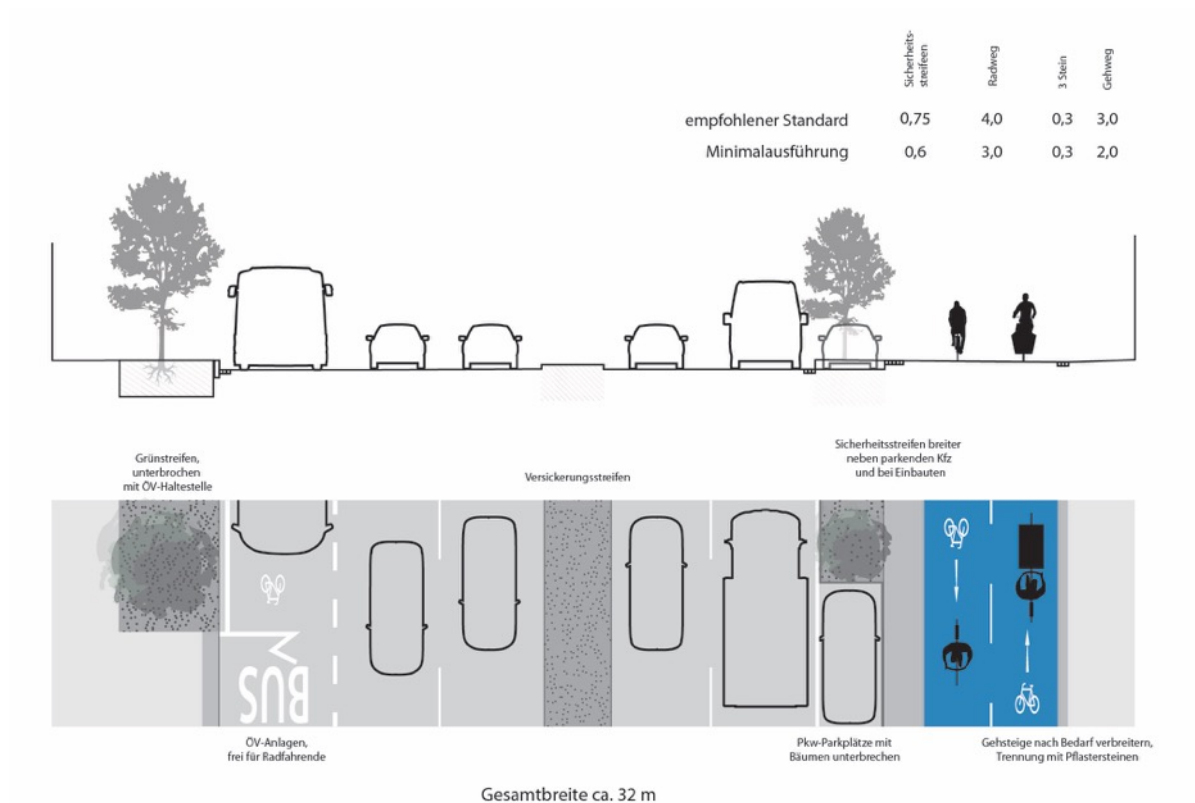 Sicherheits-
streifeen
Radweg
3 Stein
Gehweg
empfohlener Standard 0,75 4,0 0,3 3,0
Minimalausführung 0,6 3,0 0,3 2,0
Grünstreifen,
unterbrochen
mit ÖV-Haltestelle
Versickerungsstreifen
Sicherheitsstreifen breiter
neben parkenden Kfz
und bei Einbauten
BUS
ÖV-Anlagen,
frei für Radfahrende
Pkw-Parkplätze mit
Bäumen unterbrechen
Gehsteige nach Bedarf verbreitern,
Trennung mit Pflastersteinen
Gesamtbreite ca. 32 m